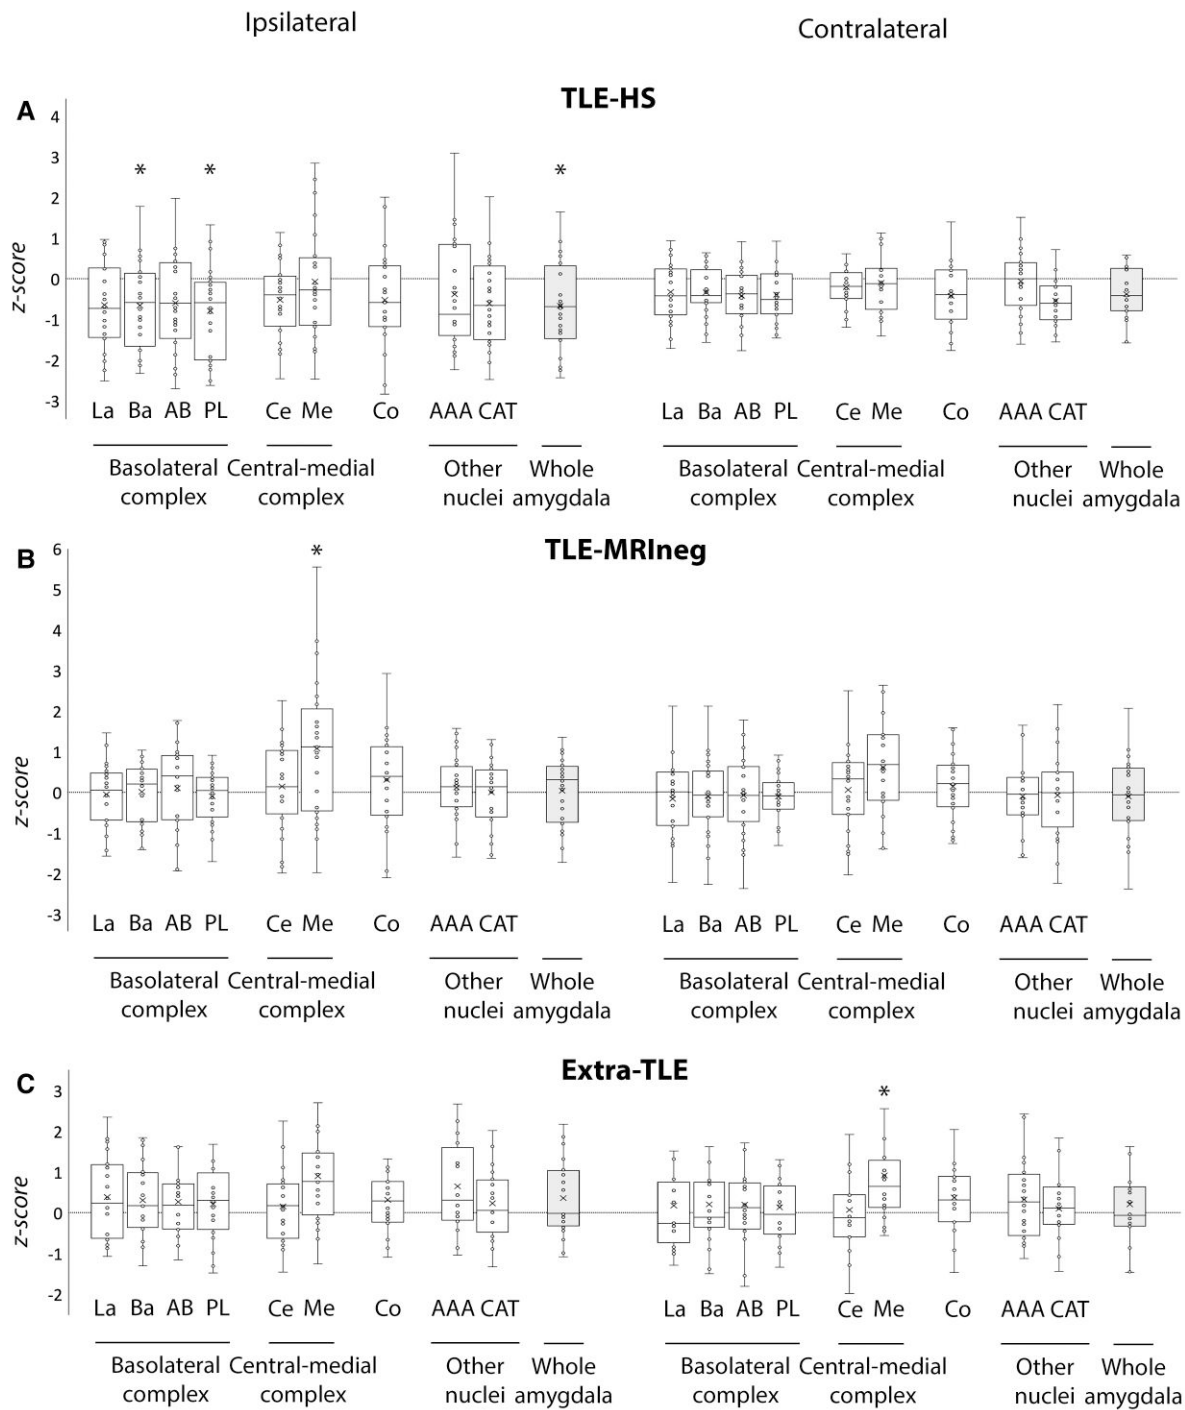 Ipsilateral
Contralateral
TLE-HS
A
4
3
2
1
0
-1
-2
-3
z-score
* * *
La Ba AB PL Ce Me Co AAA CAT La Ba AB PL Ce Me Co AAA CAT
Basolateral Central-medial Other Whole Basolateral Central-medial Other Whole
complex complex nuclei amygdala complex complex nuclei amygdala
TLE-MRIneg
B
6
5
4
3
2
1
0
-1
-2
-3
z-score
*
La Ba AB PL Ce Me Co AAA CAT La Ba AB PL Ce Me Co AAA CAT
Basolateral Central-medial Other Whole Basolateral Central-medial Other Whole
complex complex nuclei amygdala complex complex nuclei amygdala
Extra-TLE
C
3
2
1
0
-1
-2
z-score
*
La Ba AB PL Ce Me Co AAA CAT La Ba AB PL Ce Me Co AAA CAT
Basolateral Central-medial Other Whole Basolateral Central-medial Other Whole
complex complex nuclei amygdala complex complex nuclei amygdala